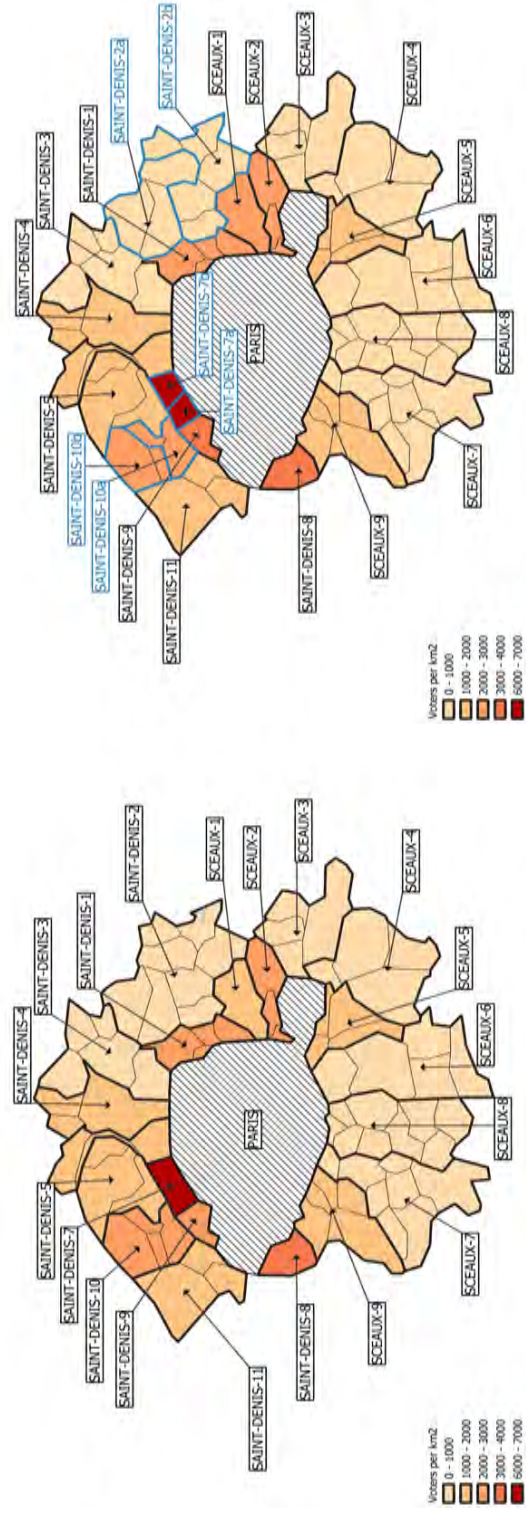 SAINT-DENIS-4
SAINT-DENIS-3
SAINT-DENIS-5
SAINT-DENIS-7
SAINT-DENIS-1
SAINT-DENIS-10
SAINT-DENIS-9
SAINT-DENIS-2
SCEAUX-1
SCEAUX-2
PARIS
SAINT-DENIS-11
SCEAUX-3
SAINT-DENIS-8
SCEAUX-9
SCEAUX-4
SCEAUX-5
SCEAUX-7
SCEAUX-6
SCEAUX-8
Voters per km2
0 - 1000
1000 - 2000
2000 - 3000
3000 - 4000
6000 - 7000
SAINT-DENIS-4
SAINT-DENIS-3
SAINT-DENIS-5
SAINT-DENIS-10b
SAINT-DENIS-1
SAINT-DENIS-10a
SAINT-DENIS-2a
SAINT-DENIS-9
SAINT-DENIS-2b
SAINT-DENIS-11
SAINT-DENIS-7b
SCEAUX-1
SAINT-DENIS-7a
SCEAUX-2
PARIS
SCEAUX-3
SAINT-DENIS-8
SCEAUX-9
SCEAUX-4
SCEAUX-5
SCEAUX-7
SCEAUX-6
SCEAUX-8
Voters per km2
0 - 1000
1000 - 2000
2000 - 3000
3000 - 4000
6000 - 7000